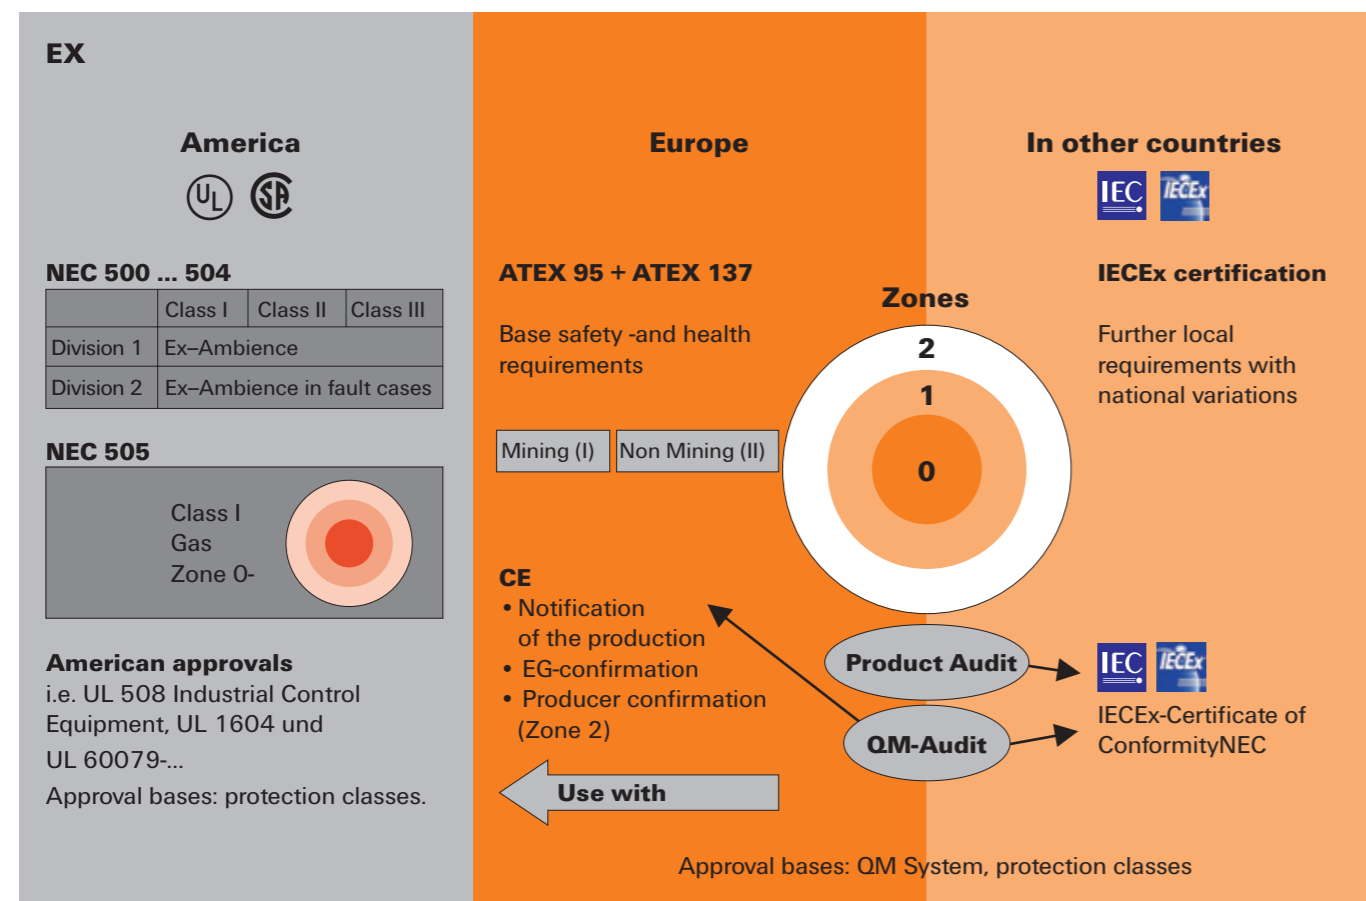 EX
America
UL SA
NEC 500 ... 504
Class I Class II Class III
Division 1 Ex–Ambience
Division 2 Ex–Ambience in fault cases
NEC 505
Class I
Gas
Zone 0-
American approvals
i.e. UL 508 Industrial Control
Equipment, UL 1604 und
UL 60079-...
Approval bases: protection classes.
Europe
ATEX 95 + ATEX 137
Base safety -and health
requirements
Mining (I) Non Mining (II)
Zones
2
1
0
CE
• Notification
of the production
• EG-confirmation
• Producer confirmation
(Zone 2)
Use with
Product Audit
QM-Audit
In other countries
IEC IECEx
IECEx certification
Further local
requirements with
national variations
IEC IECEx
IECEx-Certificate of
ConformityNEC
Approval bases: QM System, protection classes